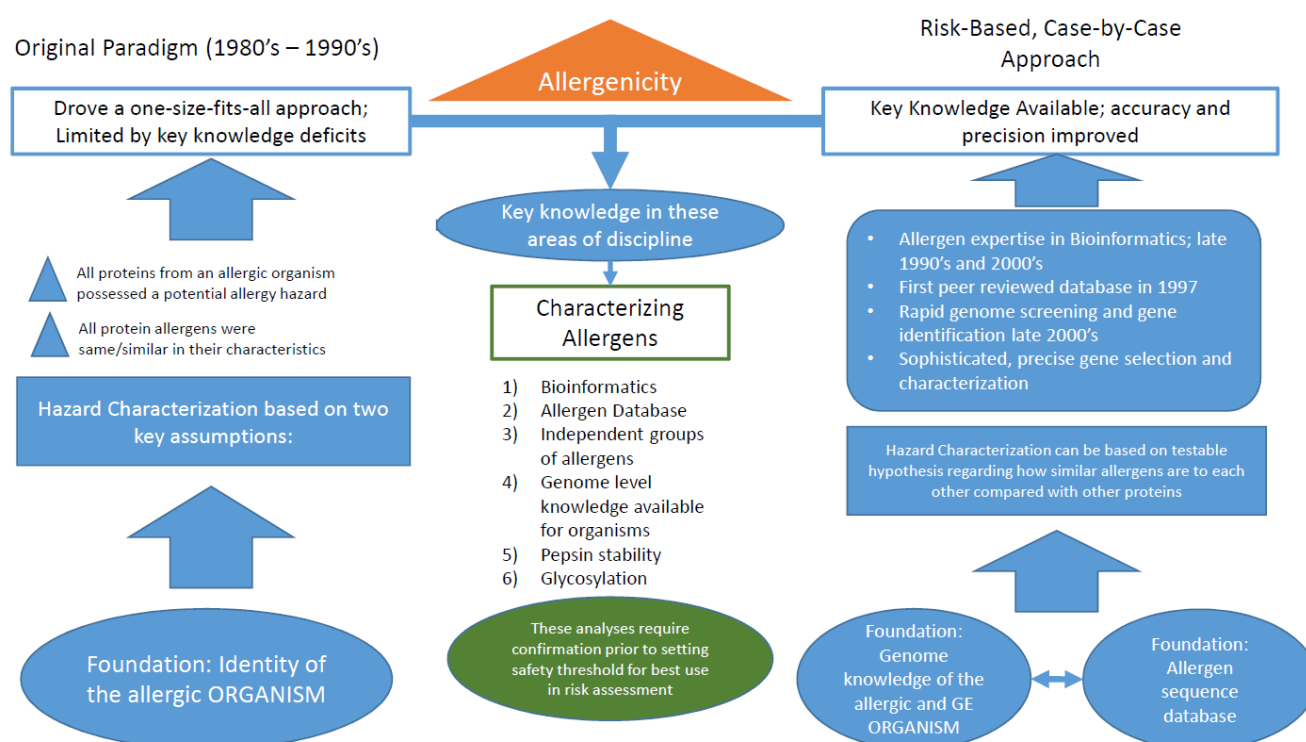 Original Paradigm (1980's – 1990's)
Drove a one-size-fits-all approach;
Limited by key knowledge deficits
All proteins from an allergic organism
possessed a potential allergy hazard
All protein allergens were
same/similar in their characteristics
Hazard Characterization based on two
key assumptions:
Foundation: Identity of
the allergic ORGANISM
Allergenicity
Key knowledge in these
areas of discipline
Characterizing
Allergens
1) Bioinformatics
2) Allergen Database
3) Independent groups
of allergens
4) Genome level
knowledge available
for organisms
5) Pepsin stability
6) Glycosylation
These analyses require
confirmation prior to setting
safety threshold for best use
in risk assessment
Risk-Based, Case-by-Case
Approach
Key Knowledge Available; accuracy and
precision improved
• Allergen expertise in Bioinformatics; late
1990's and 2000's
• First peer reviewed database in 1997
• Rapid genome screening and gene
identification late 2000's
• Sophisticated, precise gene selection and
characterization
Hazard Characterization can be based on testable
hypothesis regarding how similar allergens are to each
other compared with other proteins
Foundation:
Genome
knowledge of the
allergic and GE
ORGANISM
Foundation:
Allergen
sequence
database